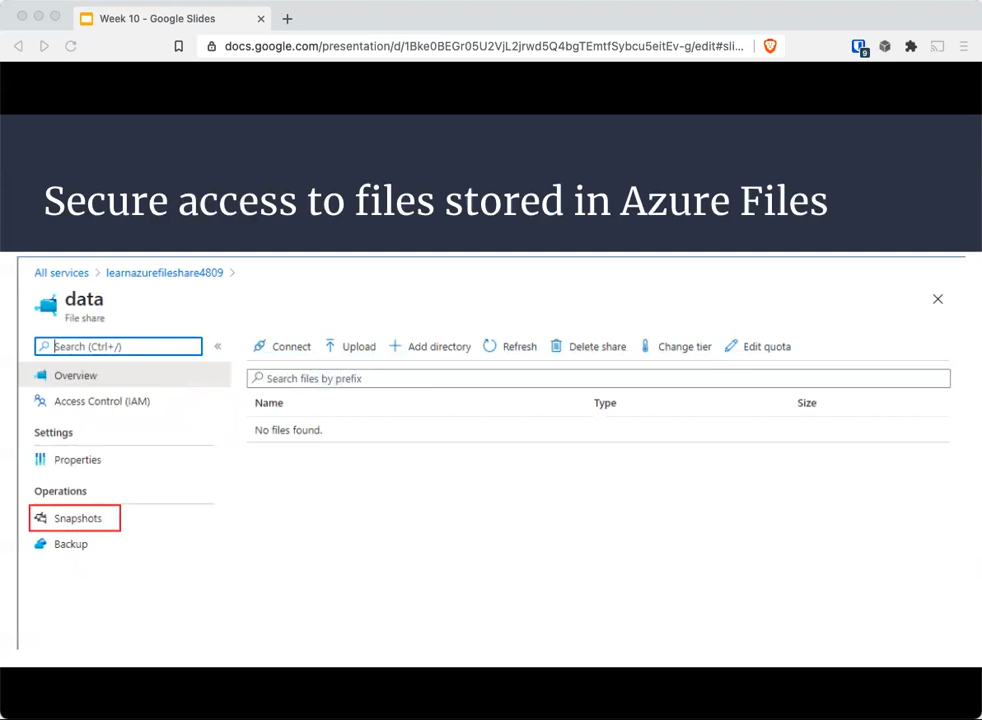 Week 10 - Google Slides
docs.google.com/presentation/d/1Bke0BEGr05U2VjL2jrwd5Q4bgTEmtfSybcu5eitEv-g/edit#sli...
9
Secure access to files stored in Azure Files
All services > learnazurefileshare4809 >
data
File share
Search (Ctrl+/)
«
Connect
Upload
Add directory
Refresh
Delete share
Change tier
Edit quota
Overview
Search files by prefix
Access Control (IAM)
Name
Type
Size
Settings
No files found.
Properties
Operations
Snapshots
Backup